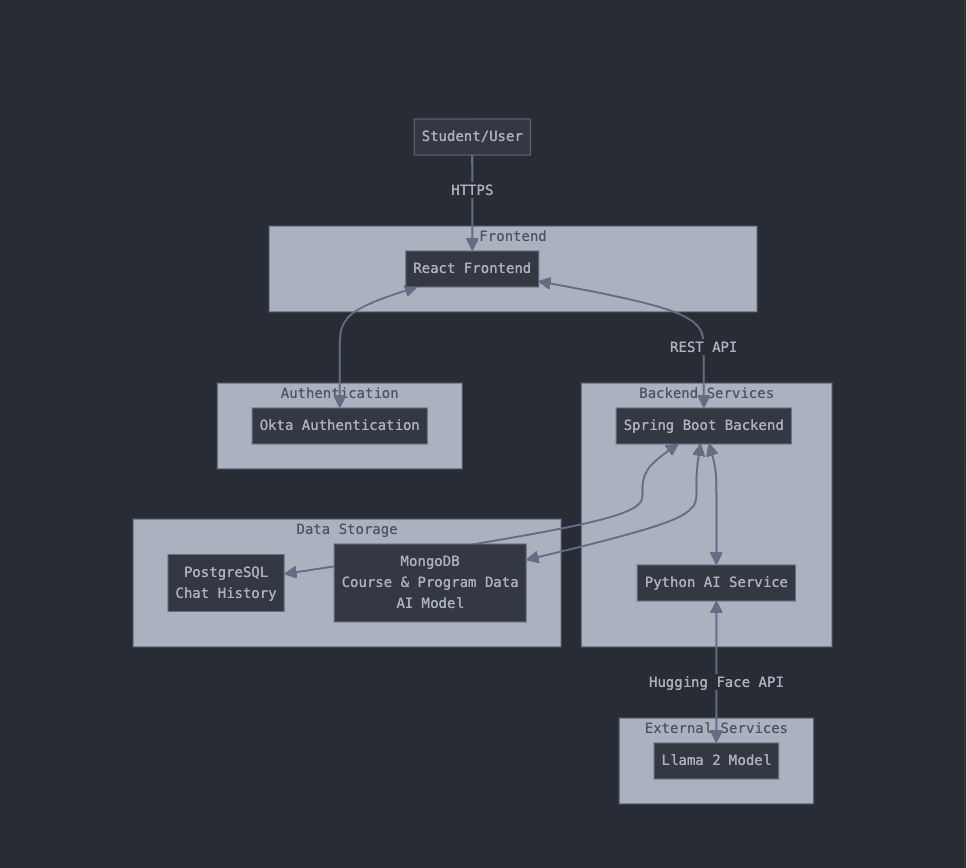 Student/User
HTTPS
Frontend
React Frontend
REST API
Authentication
Okta Authentication
Backend Services
Spring Boot Backend
Data Storage
PostgreSQL
Chat History
MongoDB
Course & Program Data
AI Model
Python AI Service
Hugging Face API
External Services
Llama 2 Model